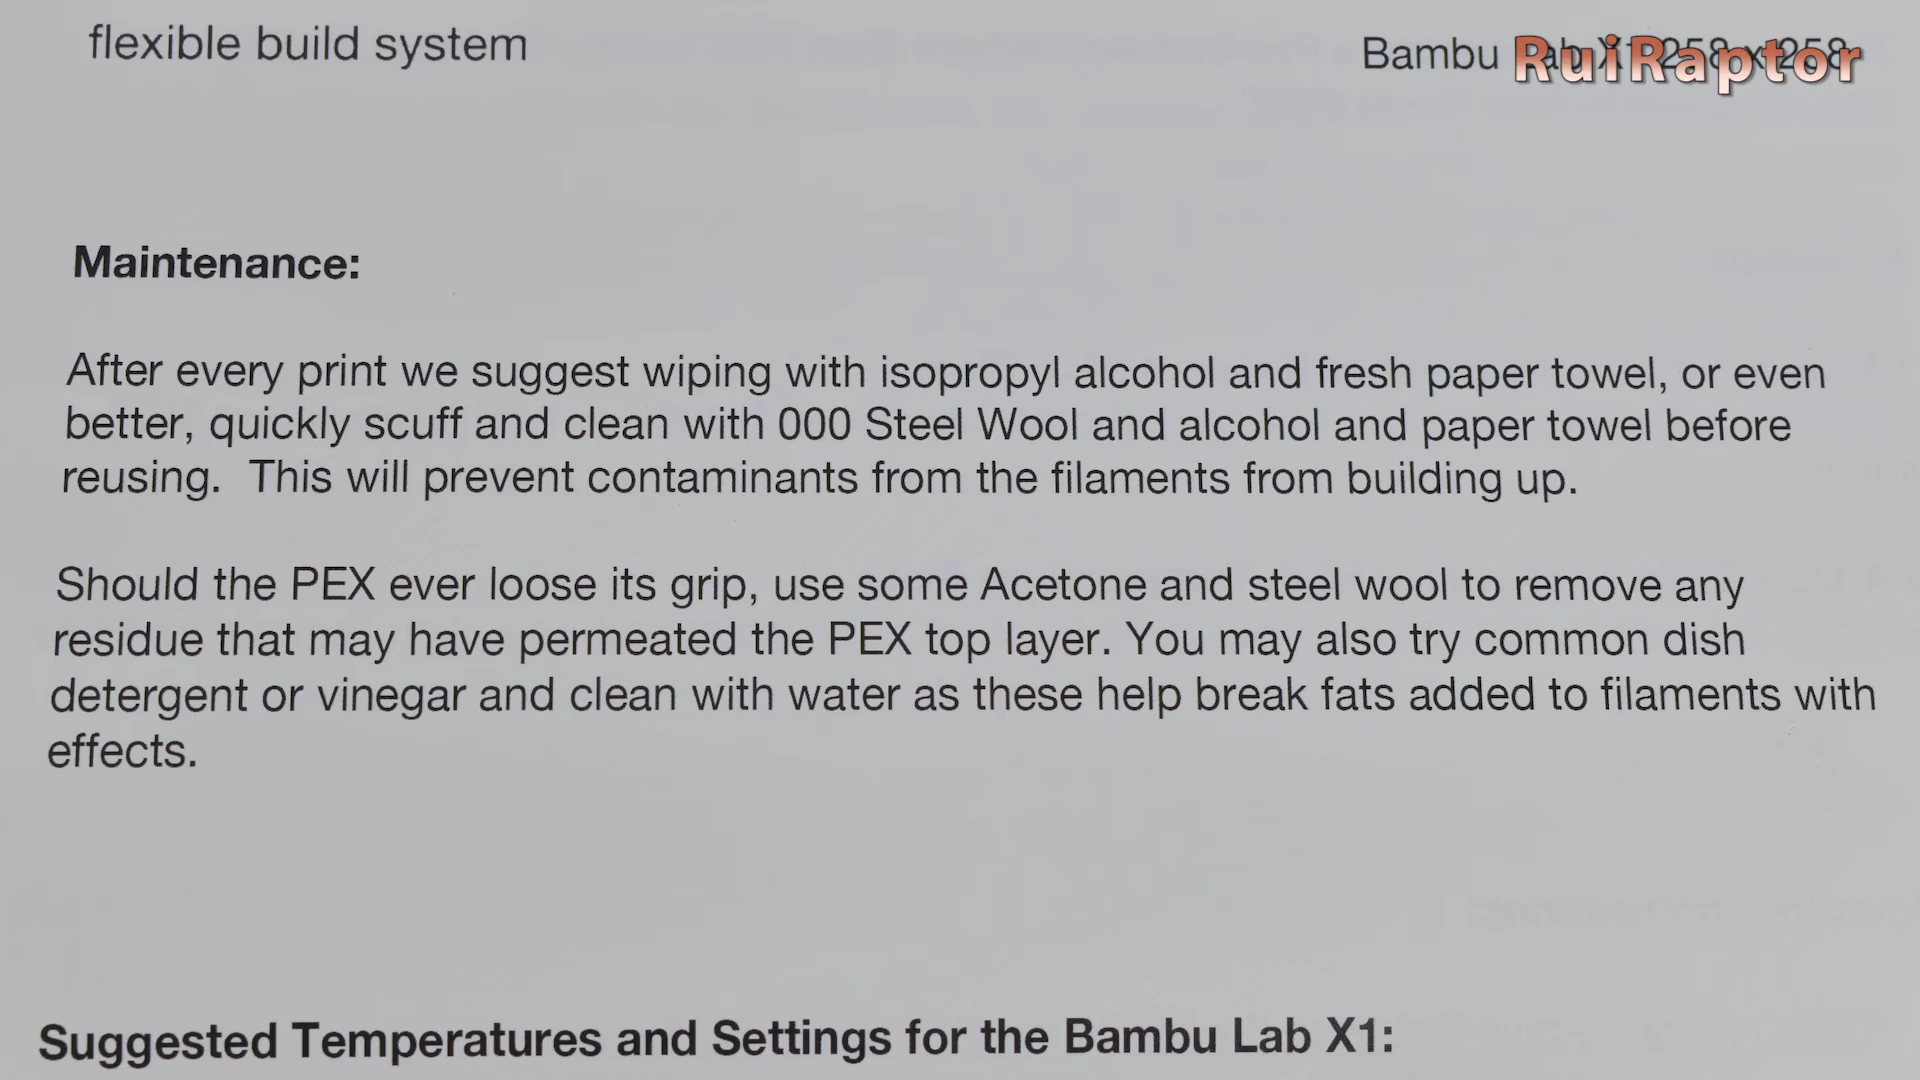 flexible build system
Bambu Lab X1 258 x 258
RuiRaptor
Maintenance:
After every print we suggest wiping with isopropyl alcohol and fresh paper towel, or even
better, quickly scuff and clean with 000 Steel Wool and alcohol and paper towel before
reusing. This will prevent contaminants from the filaments from building up.
Should the PEX ever loose its grip, use some Acetone and steel wool to remove any
residue that may have permeated the PEX top layer. You may also try common dish
detergent or vinegar and clean with water as these help break fats added to filaments with
effects.
Suggested Temperatures and Settings for the Bambu Lab X1: